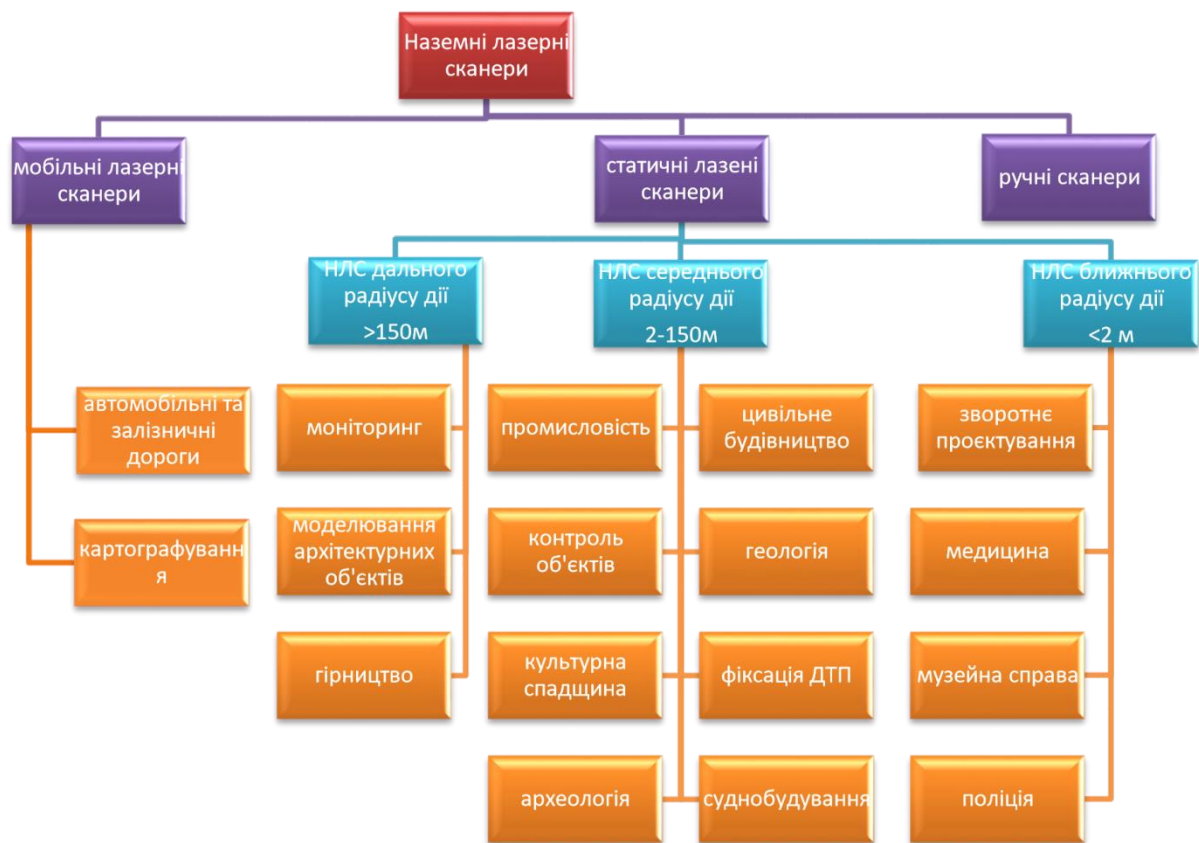 Наземні лазерні
сканери
мобільні лазерні
сканери
статичні лазені
сканери
ручні сканери
НЛС дального
радіусу дії
>150м
НЛС середнього
радіусу дії
2-150м
НЛС ближнього
радіусу дії
<2 м
автомобільні та
залізничні
дороги
картографуванн
я
моніторинг
моделювання
архітектурних
об'єктів
гірництво
промисловість
цивільне
будівництво
контроль
об'єктів
геологія
культурна
спадщина
фіксація ДТП
археологія
суднобудування
зворотнє
проєктування
медицина
музейна справа
поліція